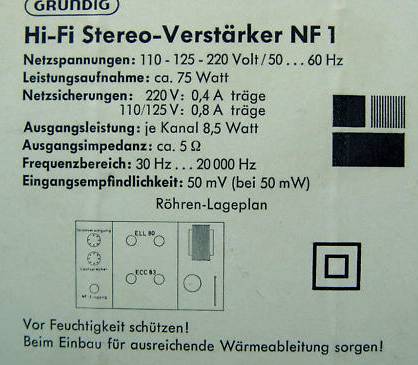 GRUNDIG
Hi-Fi Stereo-Verstärker NF 1
Netzspannungen: 110 - 125 - 220 Volt/50 ... 60 Hz
Leistungsaufnahme: ca. 75 Watt
Netzsicherungen: 220 V: 0,4 A träge
110/125 V: 0,8 A träge
Ausgangsleistung: je Kanal 8,5 Watt
Ausgangsimpedanz: ca. 5 Ω
Frequenzbereich: 30 Hz ... 20 000 Hz
Eingangsempfindlichkeit: 50 mV (bei 50 mW)
Röhren-Lageplan
ELL 80
ECC 83
Vor Feuchtigkeit schützen!
Beim Einbau für ausreichende Wärmeableitung sorgen!